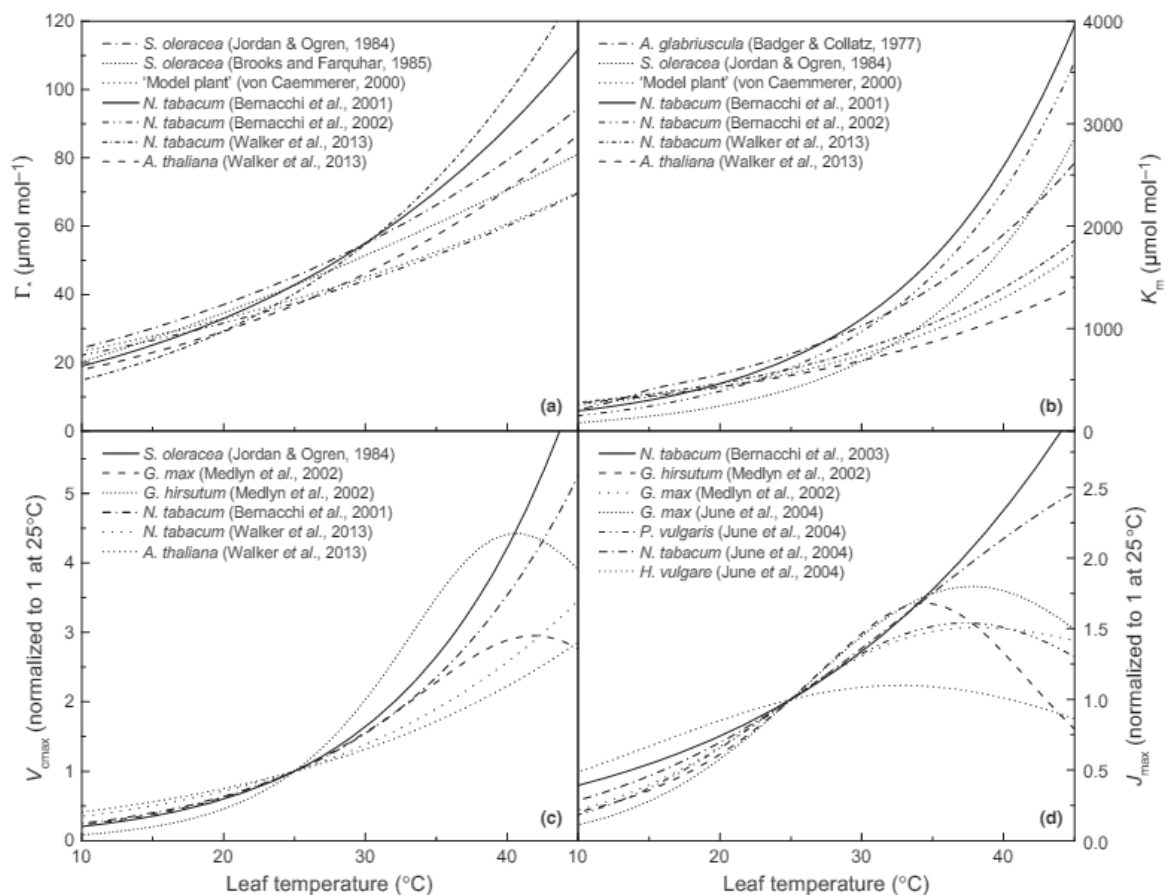 120
100
80
60
40
20
0
Γ* (μmol mol−1)
S. oleracea (Jordan & Ogren, 1984)
S. oleracea (Brooks and Farquhar, 1985)
'Model plant' (von Caemmerer, 2000)
N. tabacum (Bernacchi et al., 2001)
N. tabacum (Bernacchi et al., 2002)
N. tabacum (Walker et al., 2013)
A. thaliana (Walker et al., 2013)
(a)
A. glabriuscula (Badger & Collatz, 1977)
S. oleracea (Jordan & Ogren, 1984)
'Model plant' (von Caemmerer, 2000)
N. tabacum (Bernacchi et al., 2001)
N. tabacum (Bernacchi et al., 2002)
N. tabacum (Walker et al., 2013)
A. thaliana (Walker et al., 2013)
(b)
4000
3000
2000
1000
0
Km (μmol mol−1)
5
4
3
2
1
0
Vcmax (normalized to 1 at 25°C)
S. oleracea (Jordan & Ogren, 1984)
G. max (Medlyn et al., 2002)
G. hirsutum (Medlyn et al., 2002)
N. tabacum (Bernacchi et al., 2001)
N. tabacum (Walker et al., 2013)
A. thaliana (Walker et al., 2013)
(c)
10 20 30 40
Leaf temperature (°C)
N. tabacum (Bernacchi et al., 2003)
G. hirsutum (Medlyn et al., 2002)
G. max (Medlyn et al., 2002)
G. max (June et al., 2004)
P. vulgaris (June et al., 2004)
N. tabacum (June et al., 2004)
H. vulgare (June et al., 2004)
(d)
2.5
2.0
1.5
1.0
0.5
0.0
Jmax (normalized to 1 at 25°C)
10 20 30 40
Leaf temperature (°C)